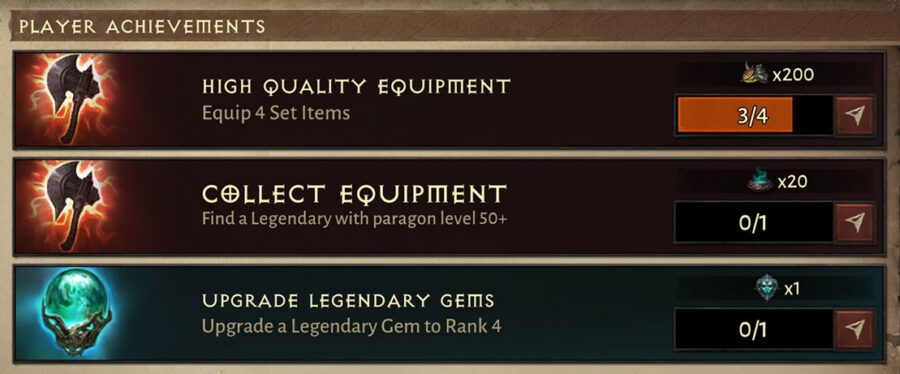 PLAYER ACHIEVEMENTS
HIGH QUALITY EQUIPMENT
Equip 4 Set Items
x200
3/4
COLLECT EQUIPMENT
Find a Legendary with paragon level 50+
x20
0/1
UPGRADE LEGENDARY GEMS
Upgrade a Legendary Gem to Rank 4
x1
0/1